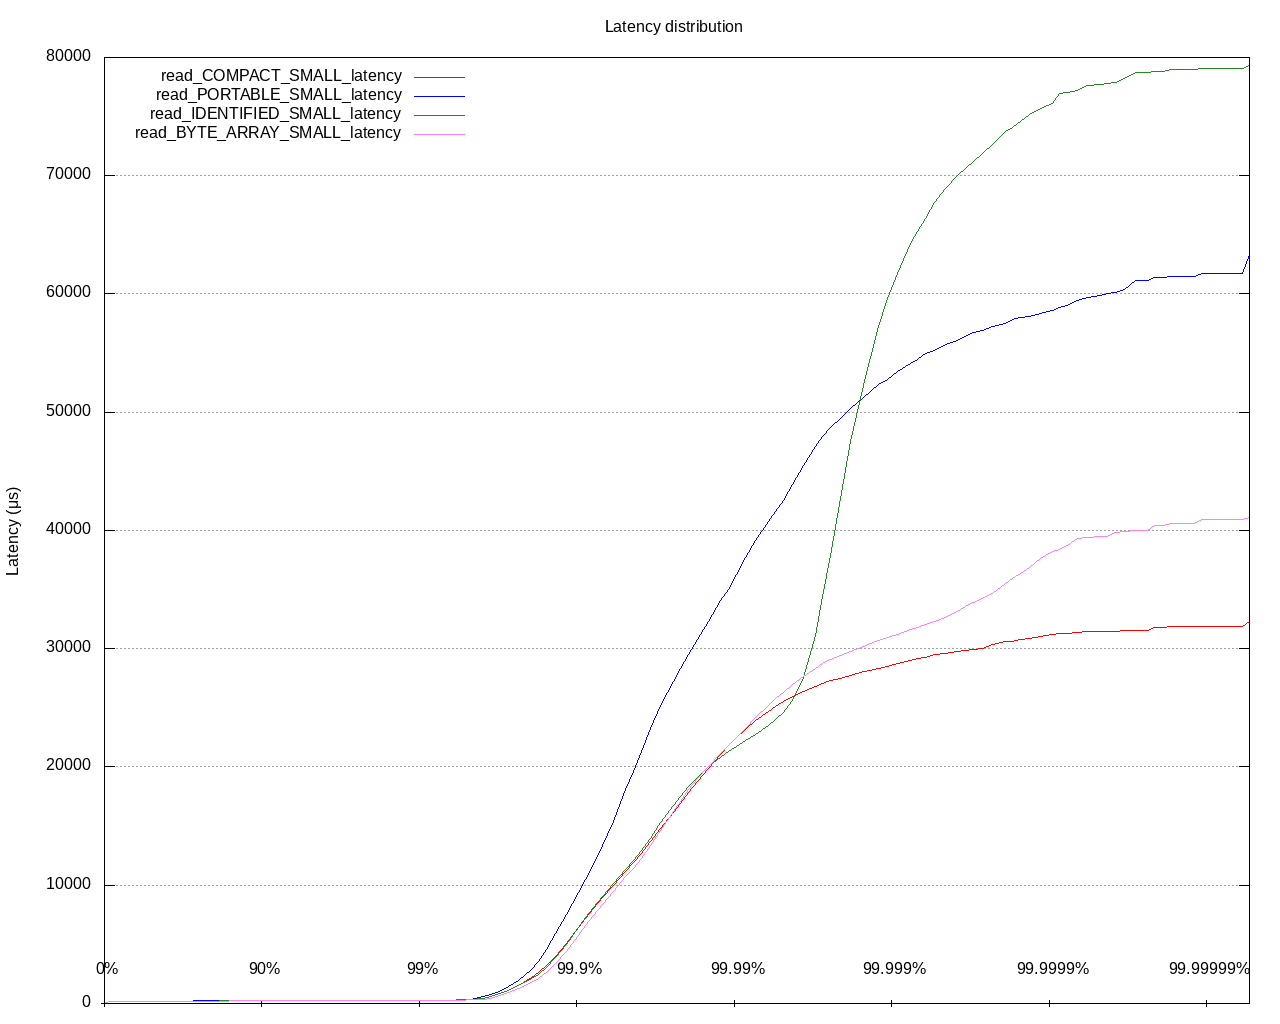 Latency distribution
80000
70000
60000
50000
40000
30000
20000
10000
0
Latency (μs)
read_COMPACT_SMALL_latency
read_PORTABLE_SMALL_latency
read_IDENTIFIED_SMALL_latency
read_BYTE_ARRAY_SMALL_latency
0%
90%
99%
99.9%
99.99%
99.999%
99.9999%
99.99999%